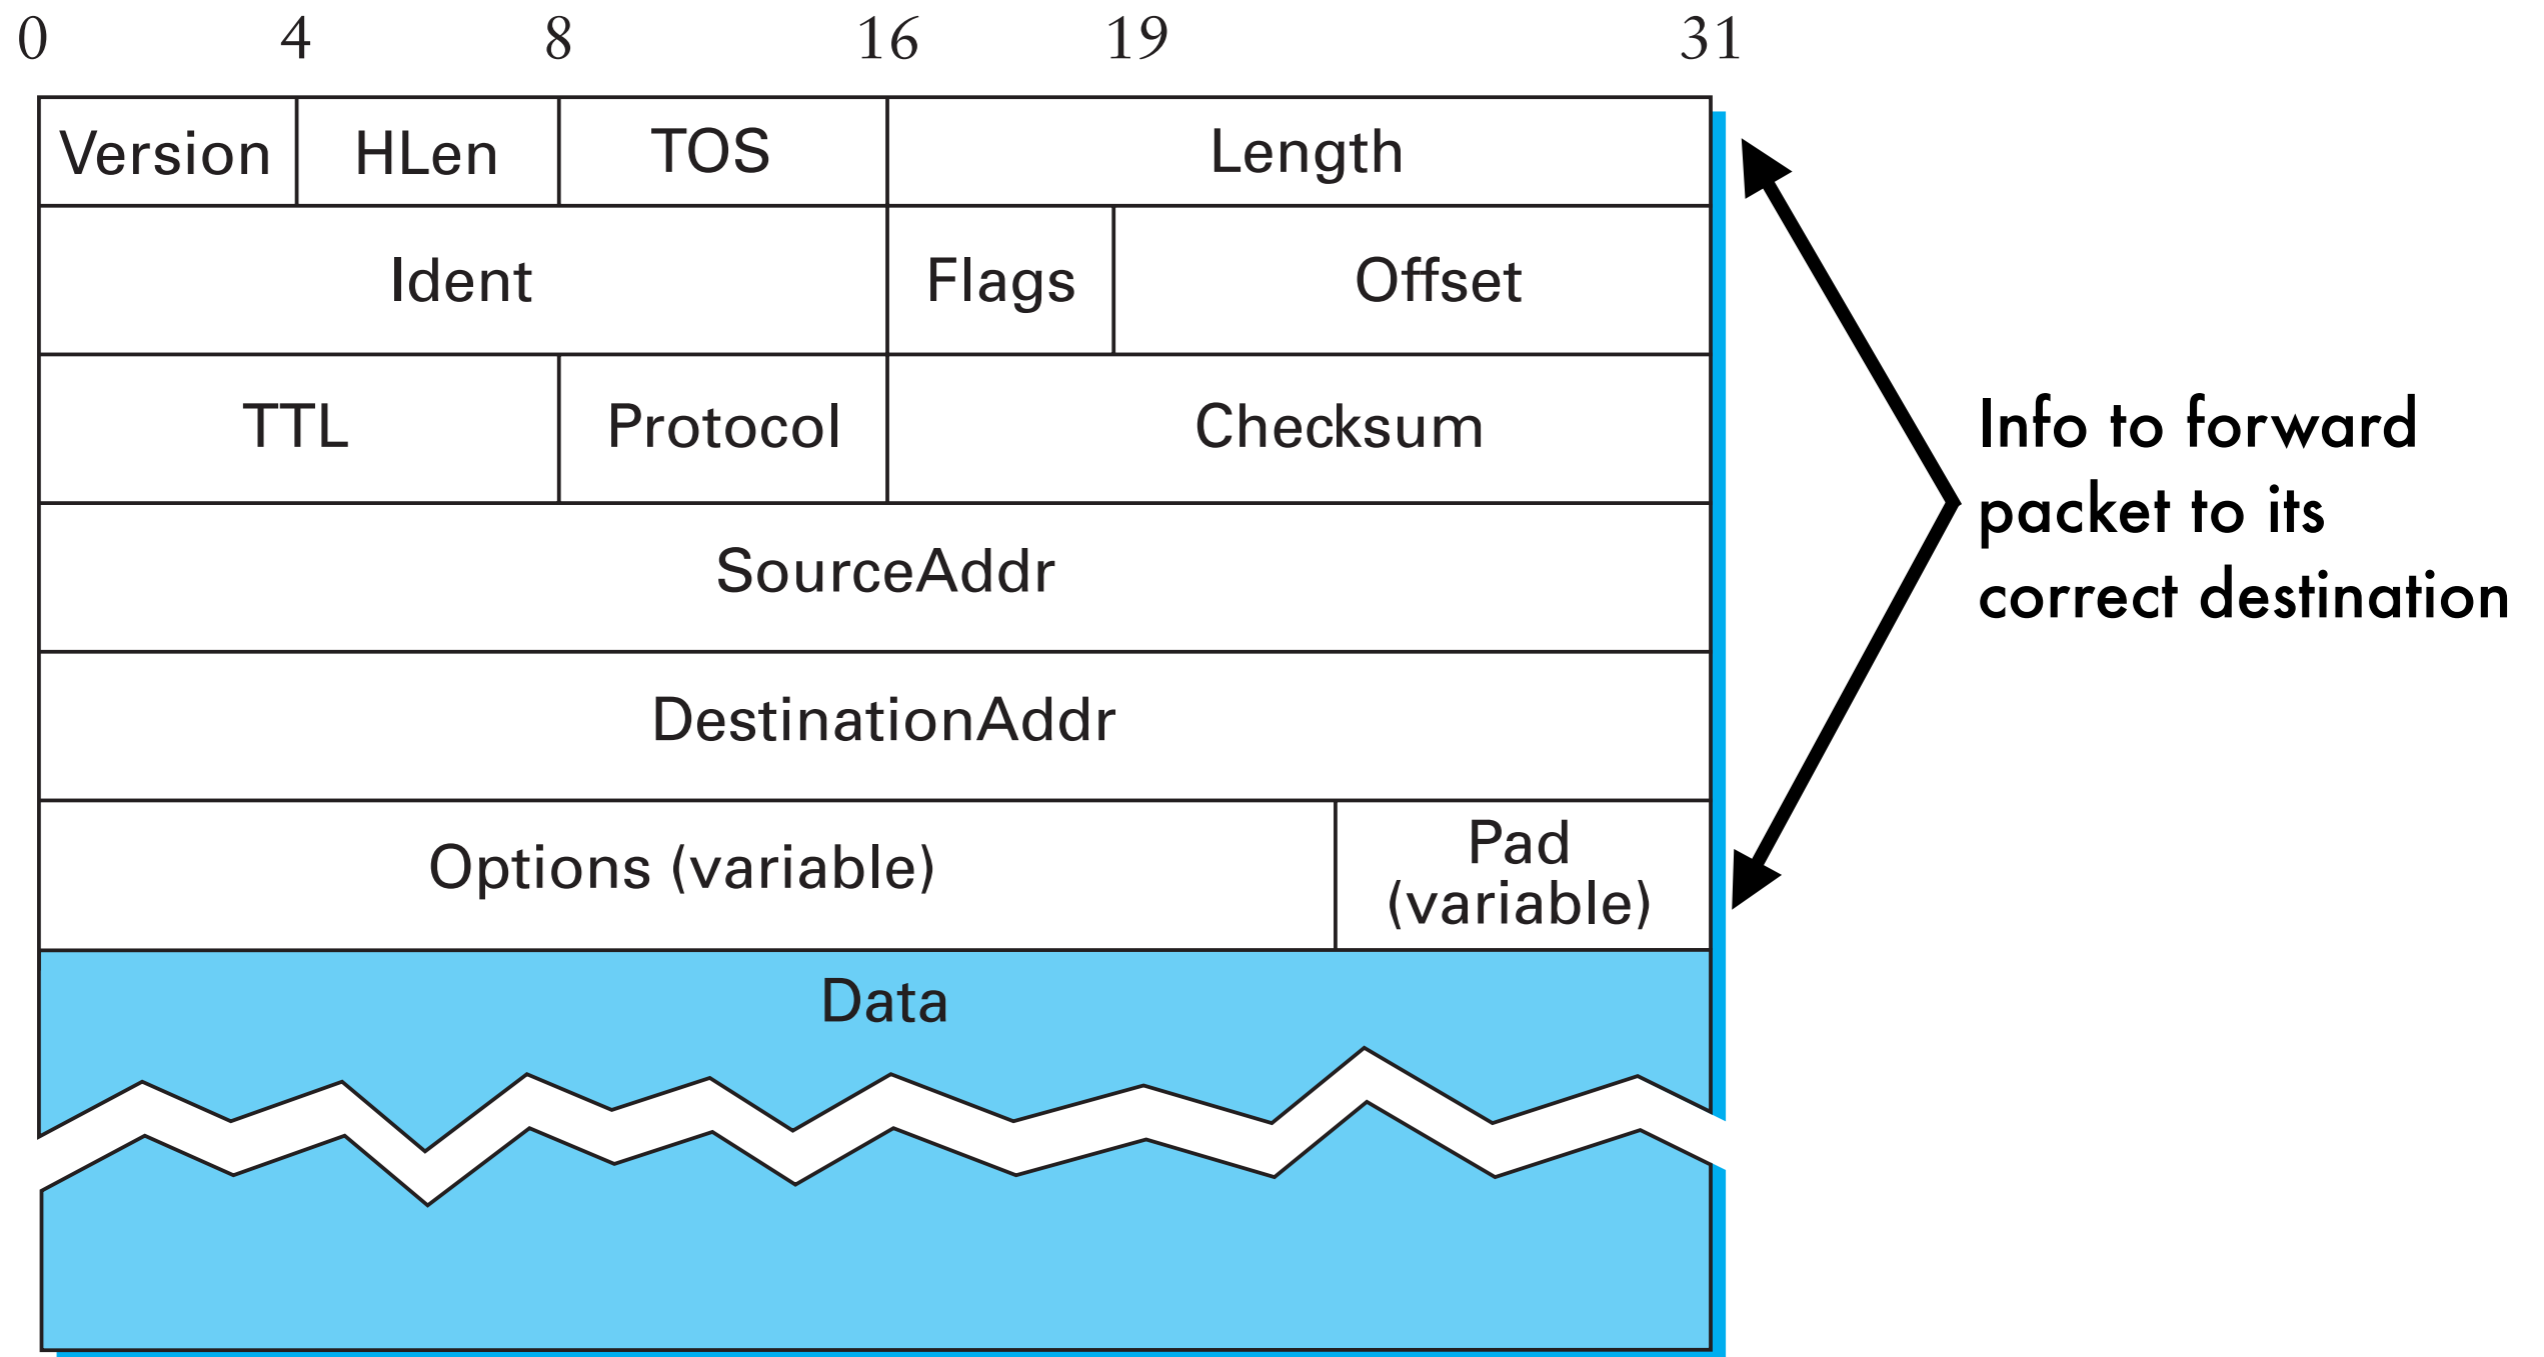 0 4 8 16 19 31
Version HLen TOS Length
Ident Flags Offset
TTL Protocol Checksum
SourceAddr
DestinationAddr
Options (variable) Pad
(variable)
Data
Info to forward
packet to its
correct destination